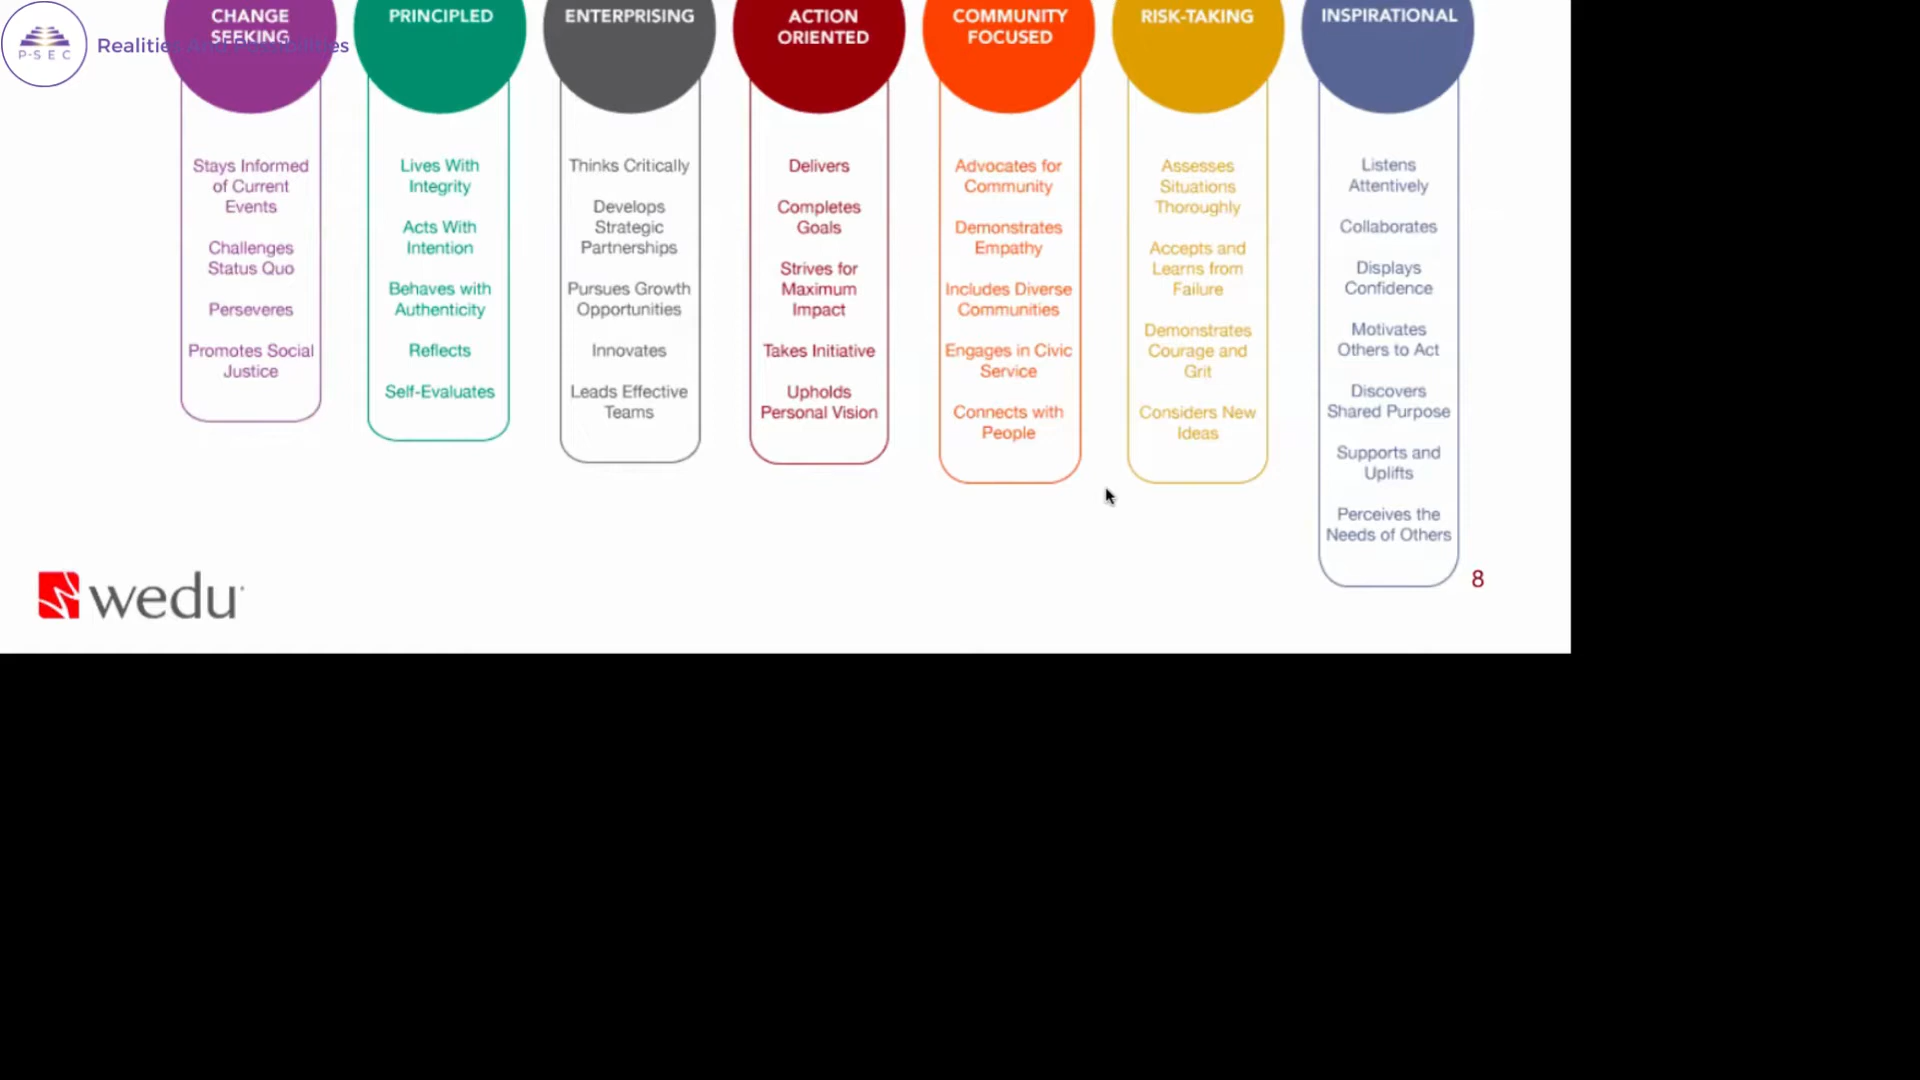 CHANGE
SEEKING
PRINCIPLED
ENTERPRISING
ACTION
ORIENTED
COMMUNITY
FOCUSED
RISK-TAKING
INSPIRATIONAL
P-SEC
Realities And Possibilities
Stays Informed
of Current
Events
Challenges
Status Quo
Perseveres
Promotes Social
Justice
Lives With
Integrity
Acts With
Intention
Behaves with
Authenticity
Reflects
Self-Evaluates
Thinks Critically
Develops
Strategic
Partnerships
Pursues Growth
Opportunities
Innovates
Leads Effective
Teams
Delivers
Completes
Goals
Strives for
Maximum
Impact
Takes Initiative
Upholds
Personal Vision
Advocates for
Community
Demonstrates
Empathy
Includes Diverse
Communities
Engages in Civic
Service
Connects with
People
Assesses
Situations
Thoroughly
Accepts and
Learns from
Failure
Demonstrates
Courage and
Grit
Considers New
Ideas
Listens
Attentively
Collaborates
Displays
Confidence
Motivates
Others to Act
Discovers
Shared Purpose
Supports and
Uplifts
Perceives the
Needs of Others
wedu
8